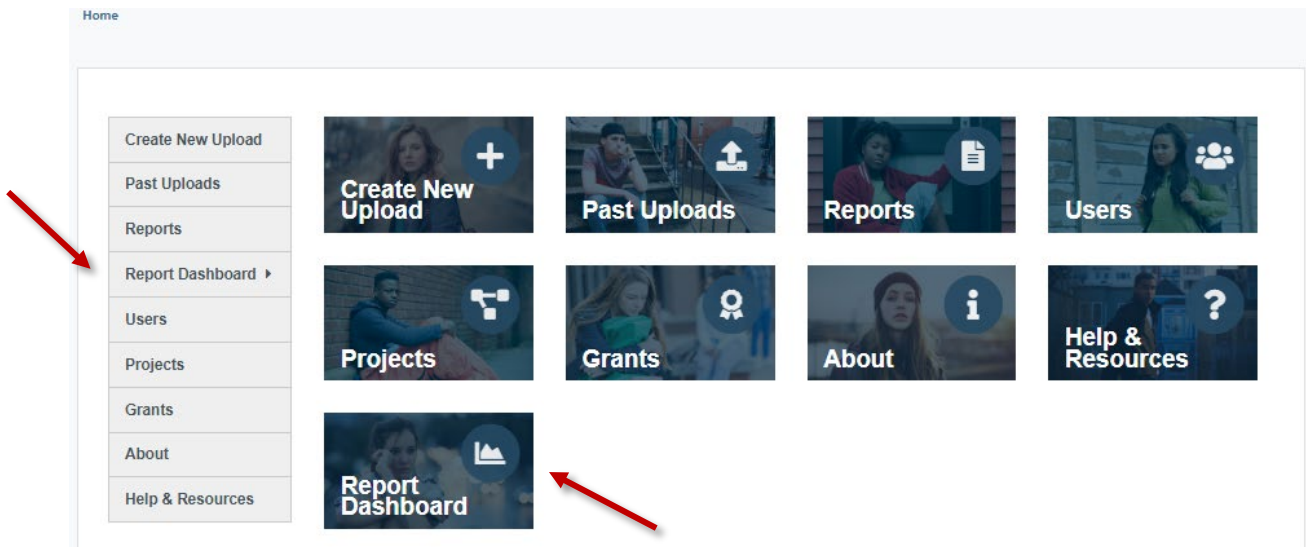 Home
Create New Upload
Past Uploads
Reports
Report Dashboard
Users
Projects
Grants
About
Help & Resources
Create New
Upload
Past Uploads
Reports
Users
Projects
Grants
About
Help &
Resources
Report
Dashboard